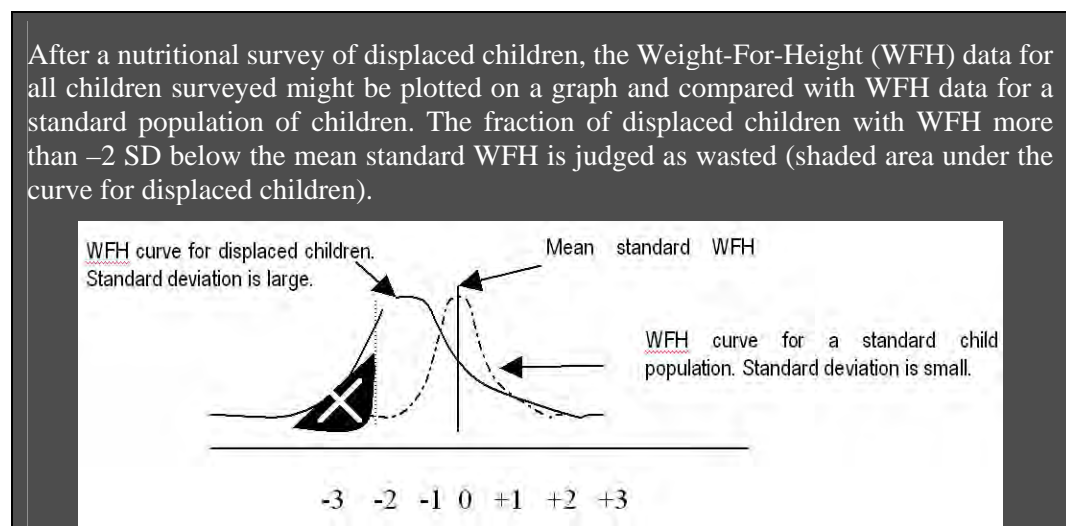 After a nutritional survey of displaced children, the Weight-For-Height (WFH) data for
all children surveyed might be plotted on a graph and compared with WFH data for a
standard population of children. The fraction of displaced children with WFH more
than –2 SD below the mean standard WFH is judged as wasted (shaded area under the
curve for displaced children).
WFH curve for displaced children.
Standard deviation is large.
Mean standard WFH
WFH curve for a standard child
population. Standard deviation is small.
X
-3 -2 -1 0 +1 +2 +3